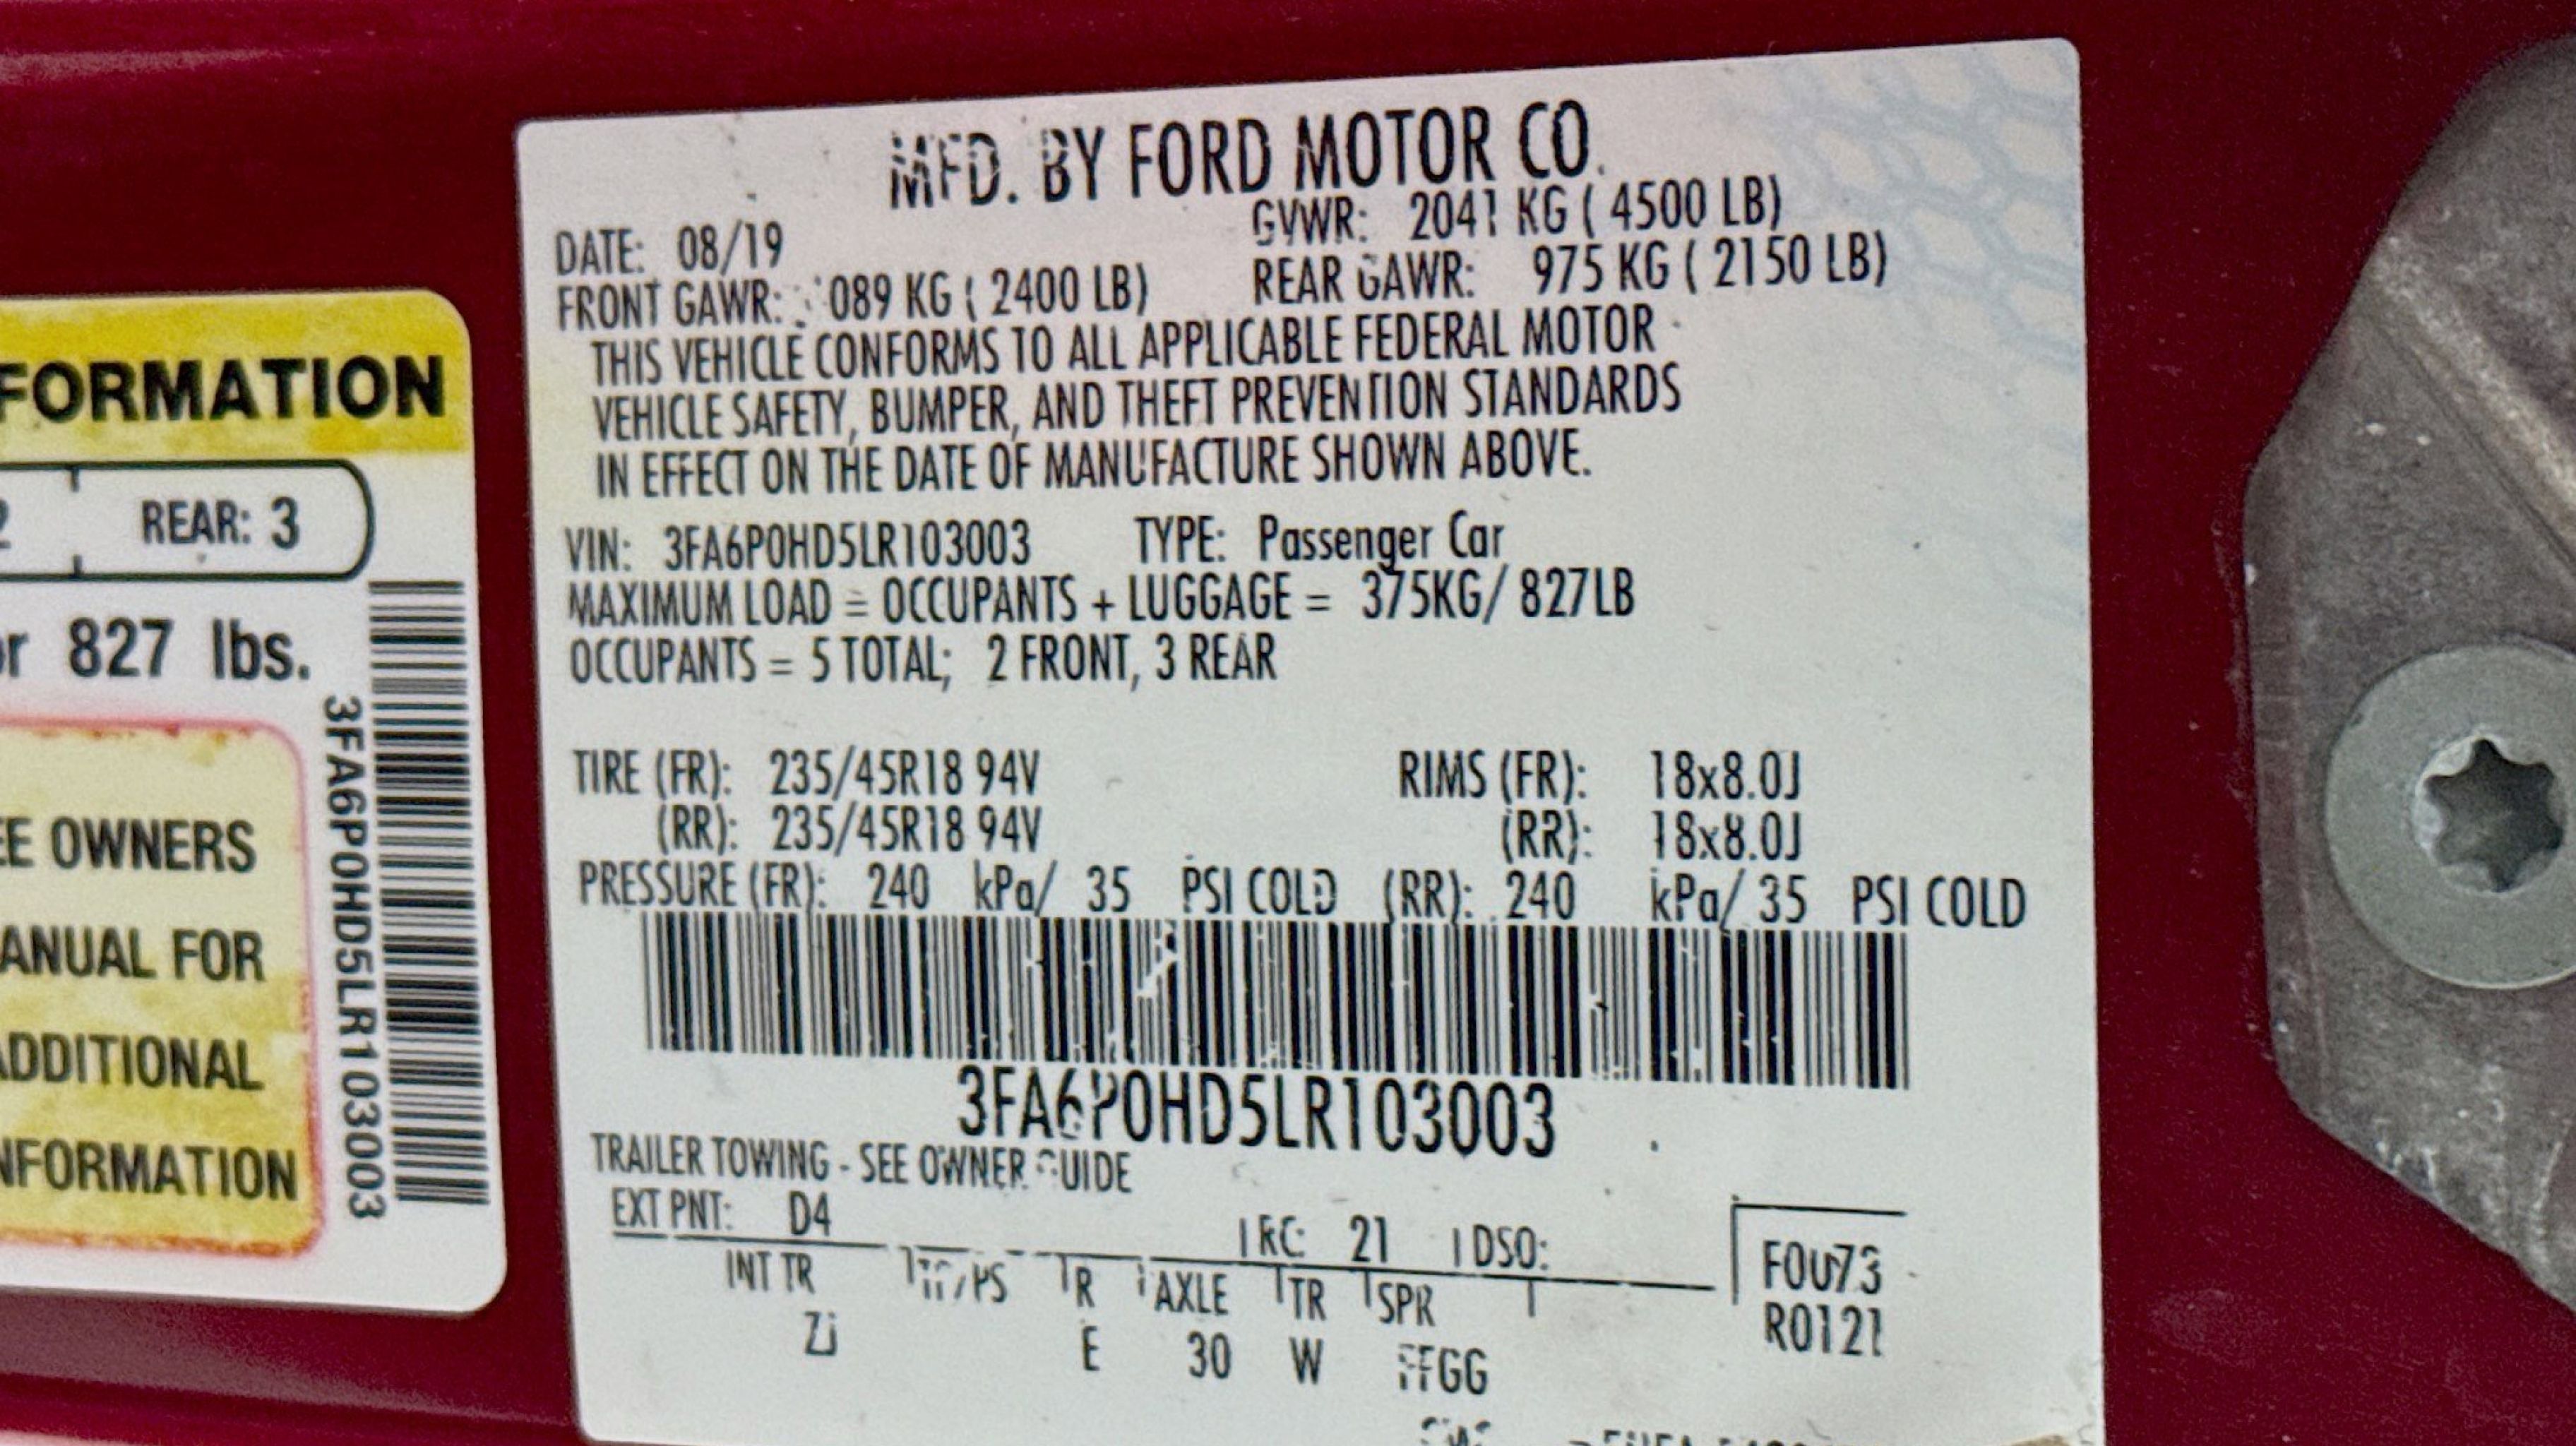 FORMATION
REAR: 3
827 lbs.
OWNERS
FOR
3FA6P0HD5LR103003
MFD. BY FORD MOTOR CO.
DATE: 08/19 GVWR: 2041 KG ( 4500 LB)
FRONT GAWR: 089 KG ( 2400 LB) REAR GAWR: 975 KG ( 2150 LB)
THIS VEHICLE CONFORMS TO ALL APPLICABLE FEDERAL MOTOR
VEHICLE SAFETY, BUMPER, AND THEFT PREVENTION STANDARDS
IN EFFECT ON THE DATE OF MANUFACTURE SHOWN ABOVE.
VIN: 3FA6P0HD5LR103003 TYPE: Passenger Car
MAXIMUM LOAD = OCCUPANTS + LUGGAGE = 375KG/ 827LB
OCCUPANTS = 5 TOTAL; 2 FRONT, 3 REAR
TIRE (FR): 235/45R18 94V RIMS (FR): 18x8.0J
(RR): 235/45R18 94V (RR): 18x8.0J
PRESSURE (FR): 240 kPa/ 35 PSI COLD (RR): 240 kPa/ 35 PSI COLD
3FA6P0HD5LR103003
TRAILER TOWING - SEE OWNER GUIDE
EXT PNT: D4 RC: 21 DSO:
INT TR TP/PS R AXLE TR SPR
E 30 W FFGG
R0121